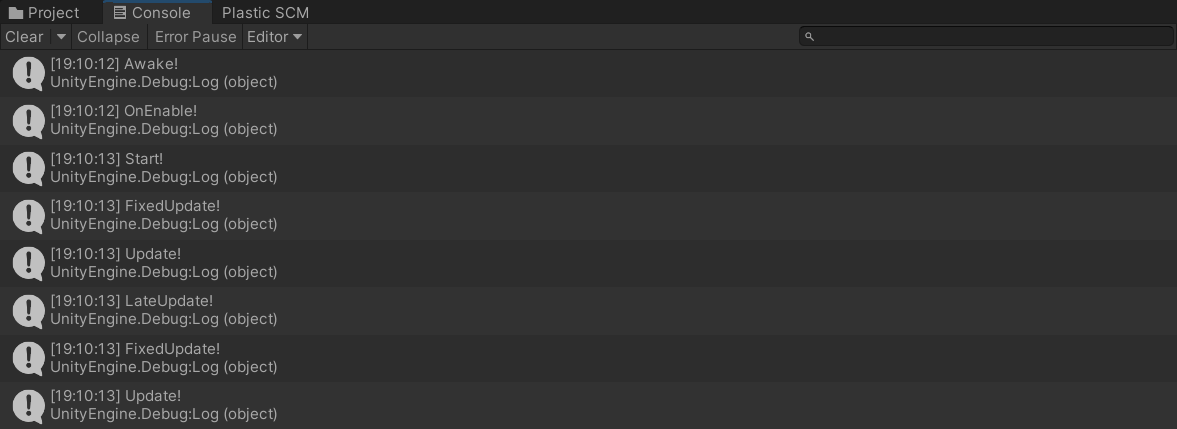 Project Console Plastic SCM
Clear Collapse Error Pause Editor
[19:10:12] Awake!
UnityEngine.Debug:Log (object)
[19:10:12] OnEnable!
UnityEngine.Debug:Log (object)
[19:10:13] Start!
UnityEngine.Debug:Log (object)
[19:10:13] FixedUpdate!
UnityEngine.Debug:Log (object)
[19:10:13] Update!
UnityEngine.Debug:Log (object)
[19:10:13] LateUpdate!
UnityEngine.Debug:Log (object)
[19:10:13] FixedUpdate!
UnityEngine.Debug:Log (object)
[19:10:13] Update!
UnityEngine.Debug:Log (object)